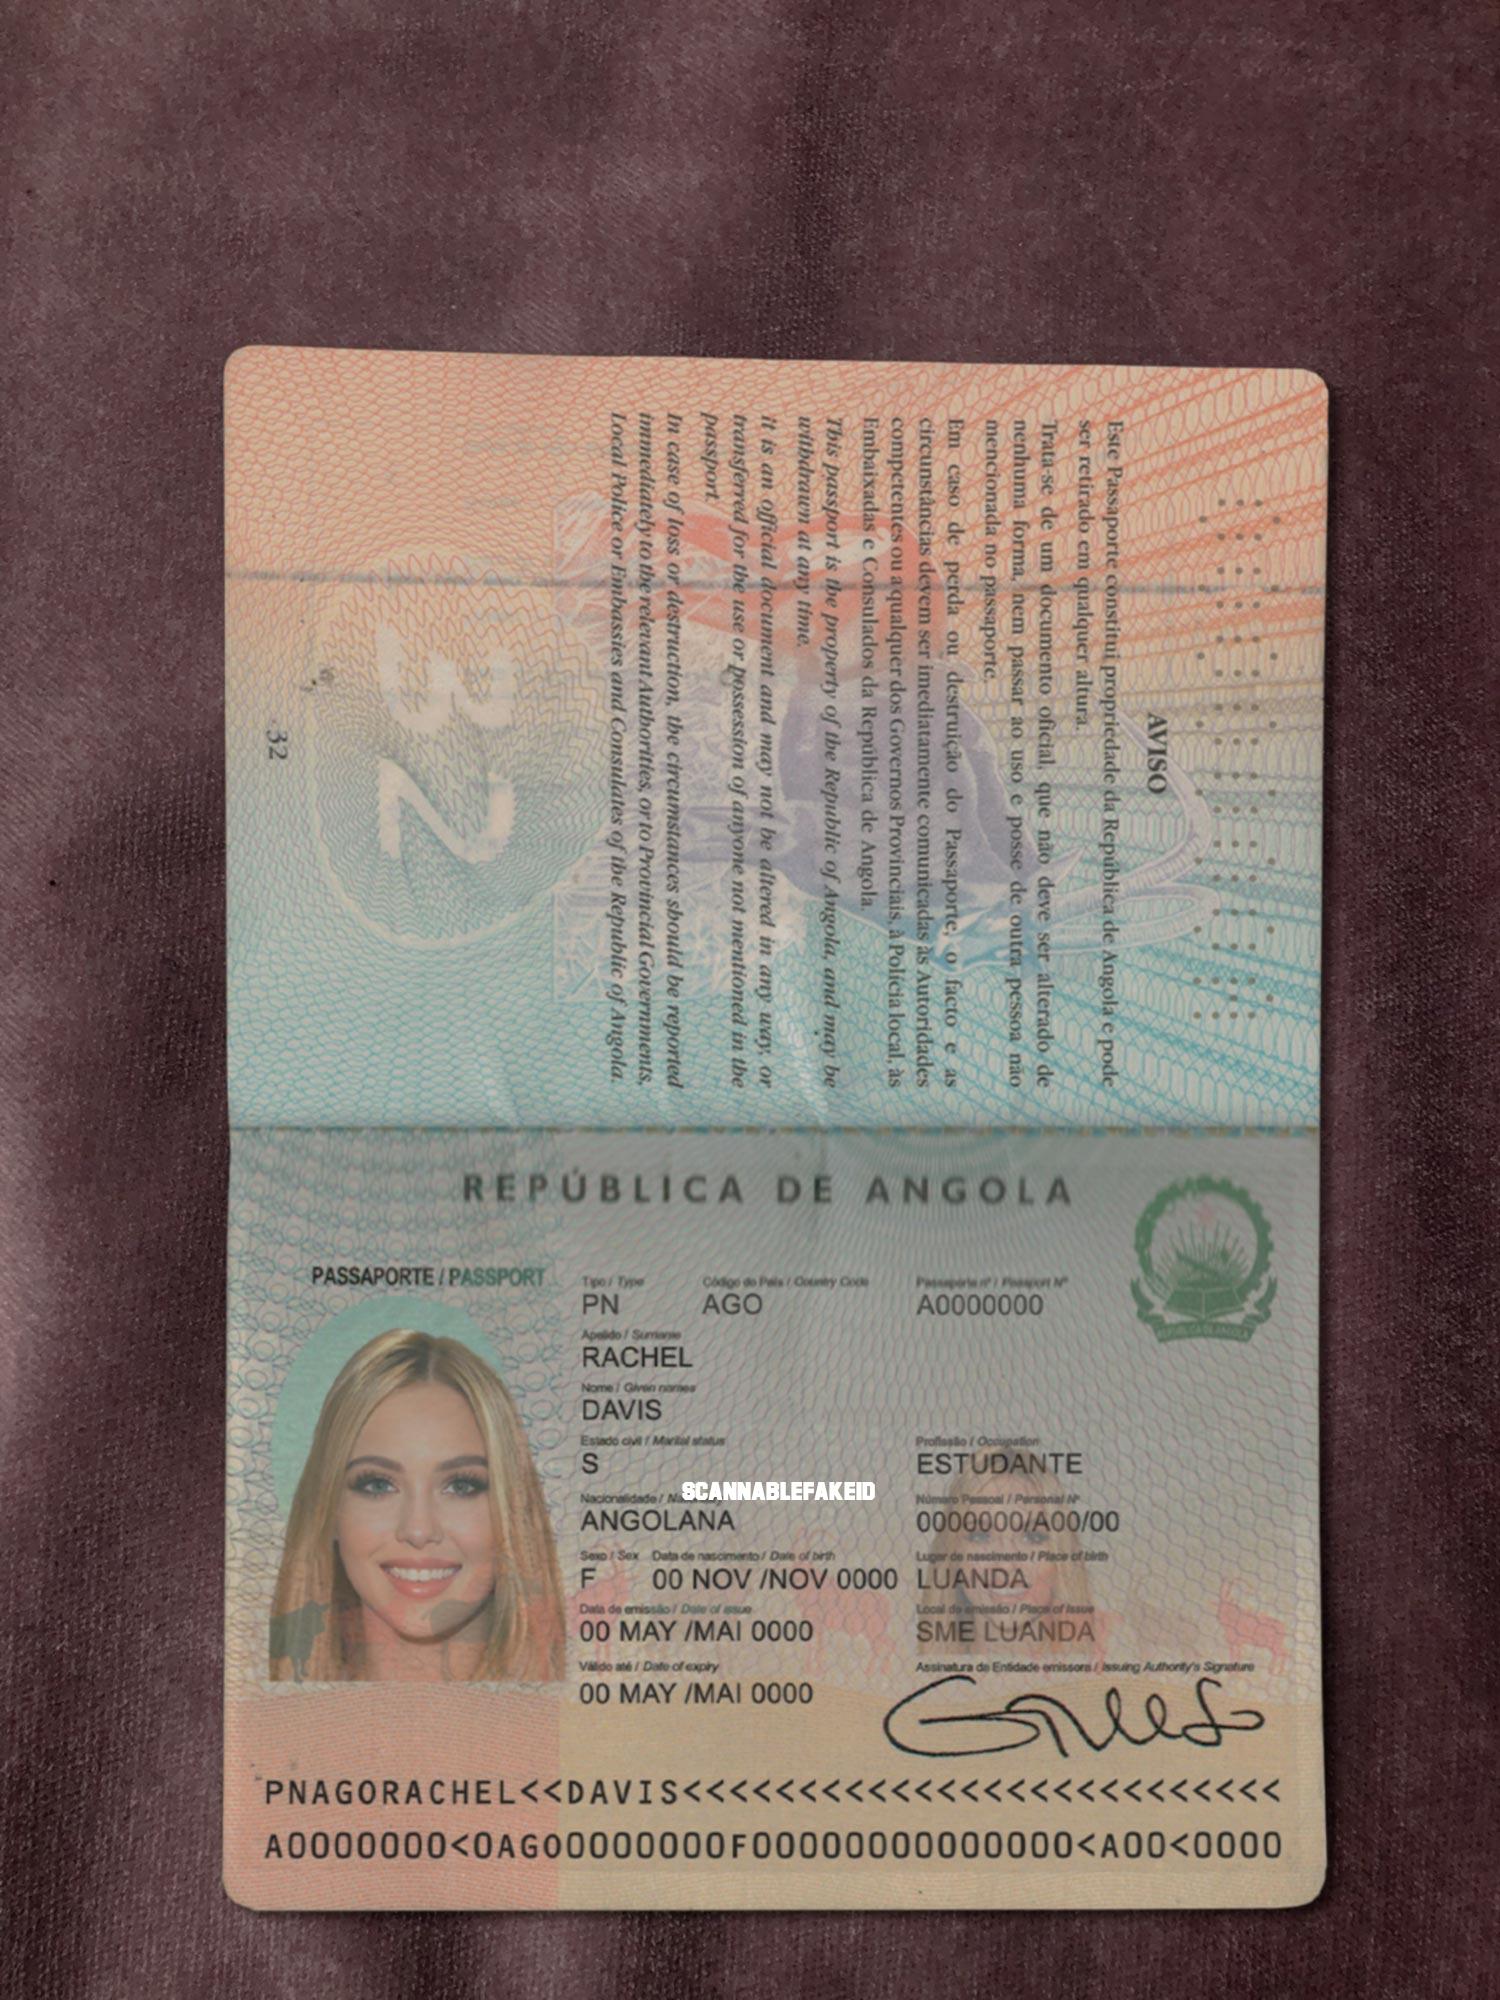 AVISO
Este Passaporte constitui propriedade da República de Angola e pode
ser retirado em qualquer altura.
Trata-se de um documento oficial, que não deve ser alterado de
nenhuma forma, nem passar ao uso e posse de outra pessoa não
mencionada no passaporte.
Em caso de perda ou destruição do Passaporte, o facto e as
circunstâncias devem ser imediatamente comunicadas às Autoridades
competentes ou a qualquer dos Governos Provinciais, à Polícia local, às
Embaixadas e Consulados da República de Angola.
This passport is the property of the Republic of Angola, and may be
withdrawn at any time.
it is an official document and may not be altered in any way, or
transferred for the use or possession of anyone not mentioned in the
passport.
In case of loss or destruction, the circumstances should be reported
immediately to the relevant Authorities, or to Provincial Governments,
Local Police or Embassies and Consulates of the Republic of Angola.
32
32
REPÚBLICA DE ANGOLA
PASSAPORTE / PASSPORT
Tipo / Type Código do País / Country Code Passaporte nº / Passport Nº
PN AGO A0000000
Apelido / Surname
RACHEL
Nome / Given names
DAVIS
Estado civil / Marital status Profissão / Occupation
S ESTUDANTE
SCANNABLEFAKEID
Nacionalidade / Número Pessoal / Personal Nº
ANGOLANA 0000000/A00/00
Sexo / Sex Data de nascimento / Date of birth Lugar de nascimento / Place of birth
F 00 NOV /NOV 0000 LUANDA
Data de emissão / Date of issue Local de emissão / Place of Issue
00 MAY /MAI 0000 SME LUANDA
Válido até / Date of expiry Assinatura da Entidade emissora / Issuing Authority's Signature
00 MAY /MAI 0000
PNAGORACHEL<<DAVIS<<<<<<<<<<<<<<<<<<<<<<<<<<
A0000000<0AGO0000000F00000000000000<A00<0000